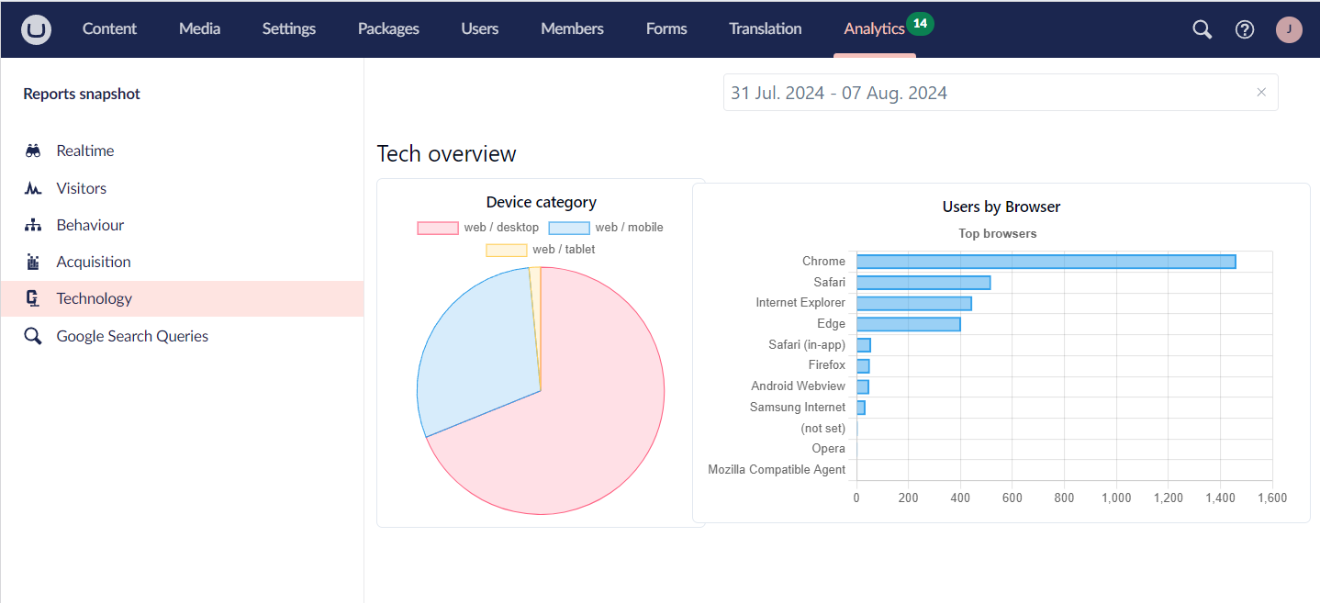 Content Media Settings Packages Users Members Forms Translation Analytics 14 J
Reports snapshot
Realtime
Visitors
Behaviour
Acquisition
Technology
Google Search Queries
31 Jul. 2024 - 07 Aug. 2024
Tech overview
Device category
web / desktop web / mobile
web / tablet
Users by Browser
Top browsers
Chrome
Safari
Internet Explorer
Edge
Safari (in-app)
Firefox
Android Webview
Samsung Internet
(not set)
Opera
Mozilla Compatible Agent
0 200 400 600 800 1,000 1,200 1,400 1,600